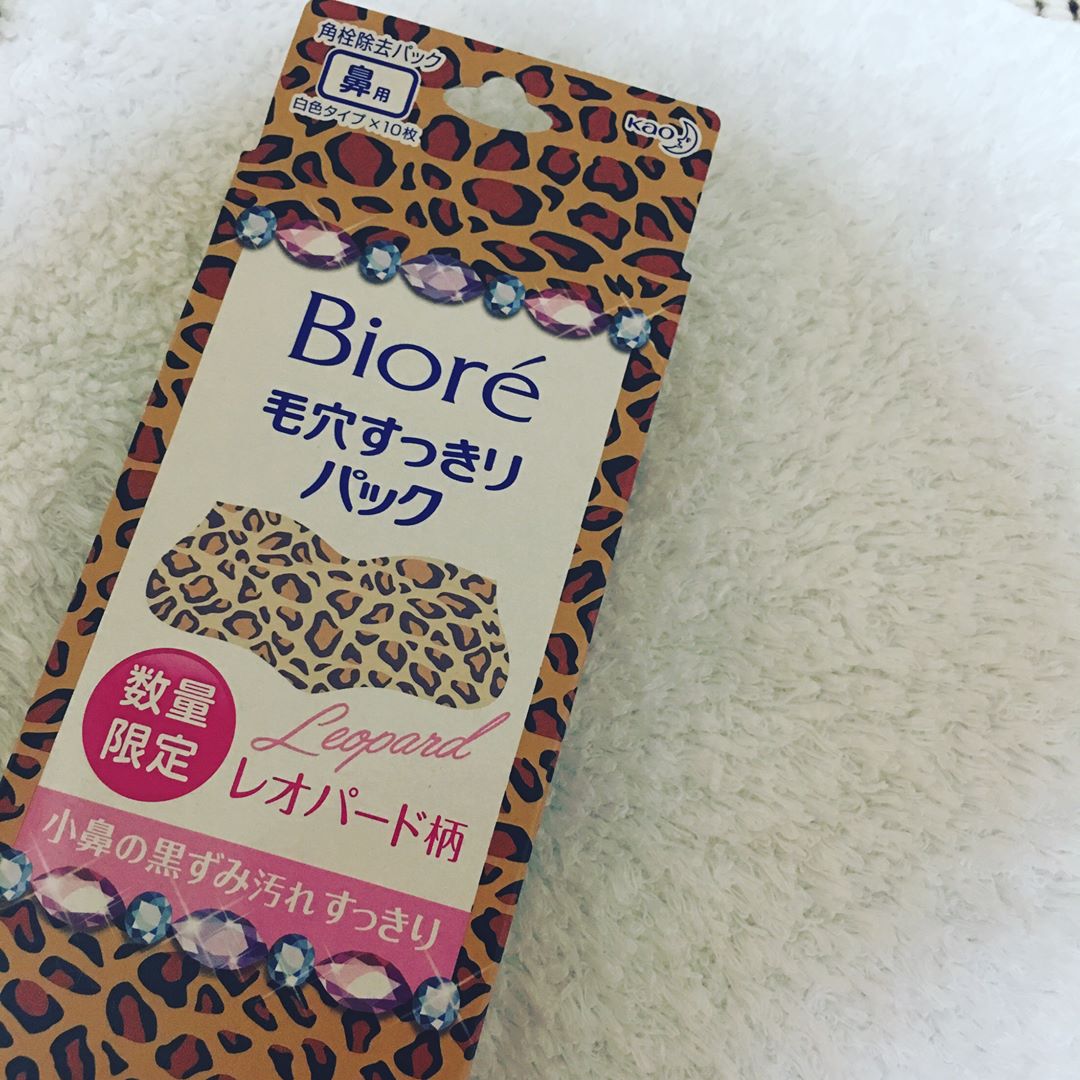 角栓除去パック
鼻用
白色タイプ×10枚
Kao
Bioré
毛穴すっきり
パック
数量
限定
Leopard
レオパード柄
小鼻の黒ずみ汚れ すっきり